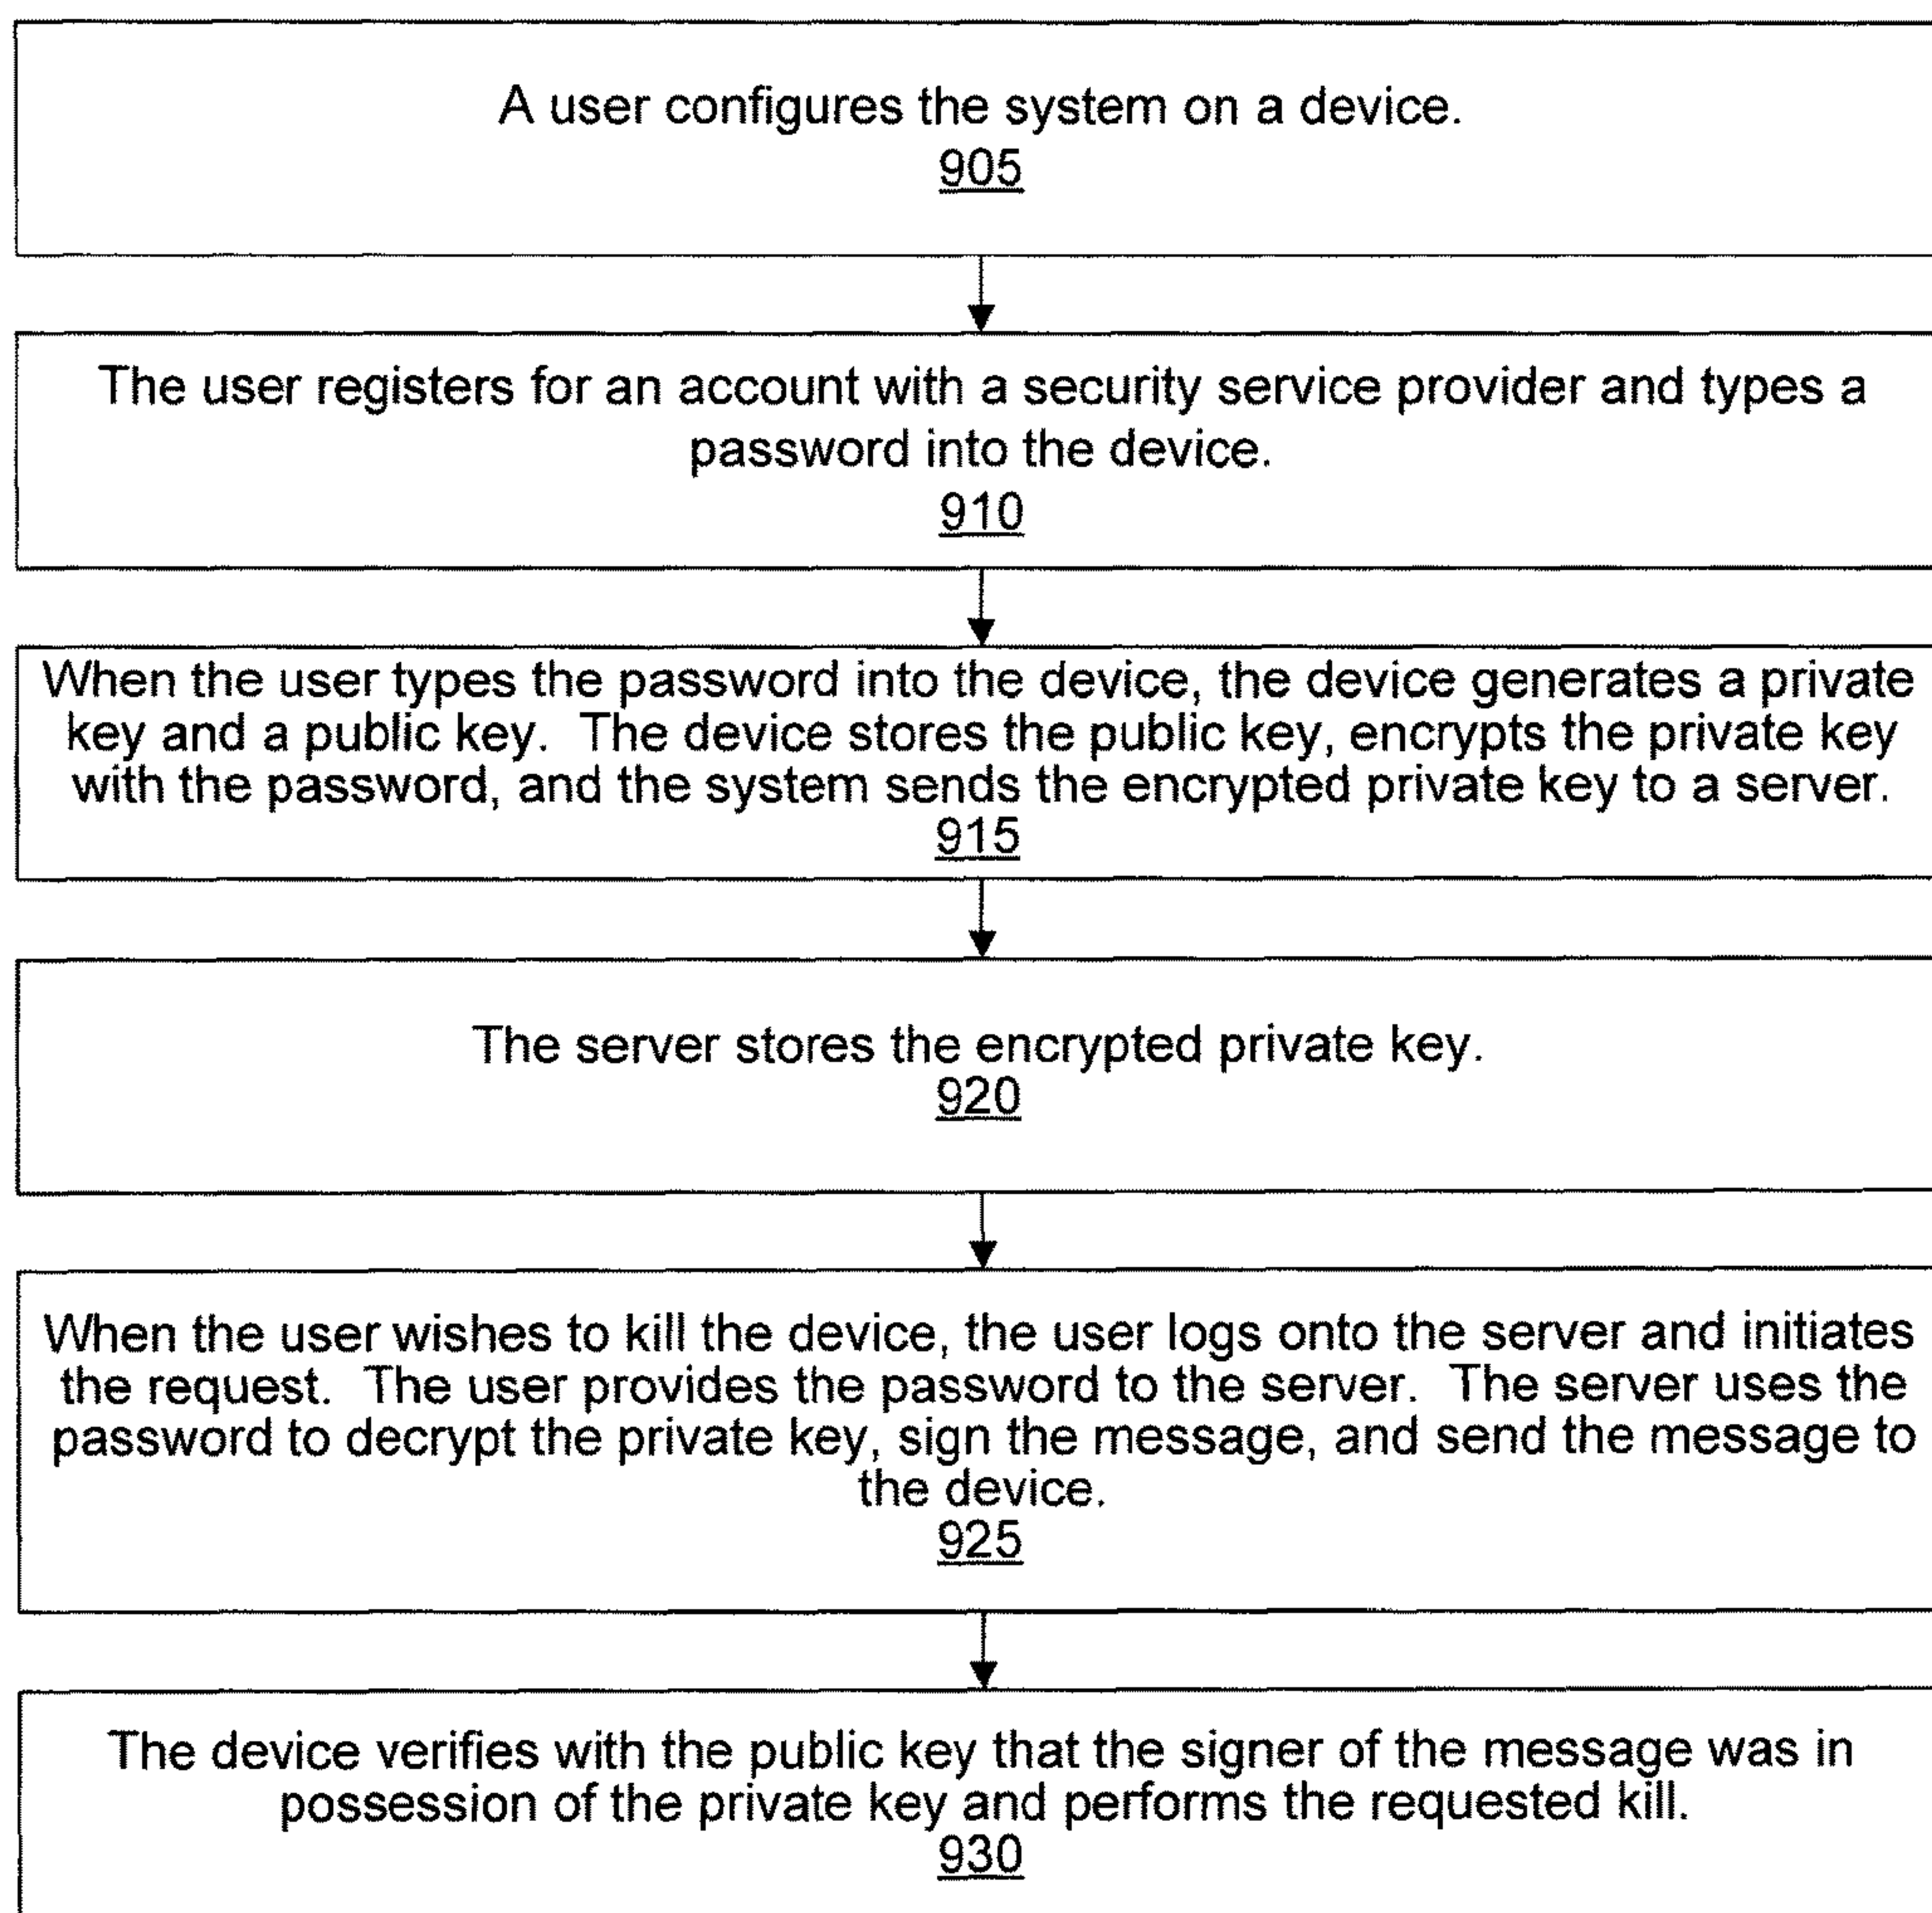 A user configures the system on a device.
905
The user registers for an account with a security service provider and types a
password into the device.
910
When the user types the password into the device, the device generates a private
key and a public key. The device stores the public key, encrypts the private key
with the password, and the system sends the encrypted private key to a server.
915
The server stores the encrypted private key.
920
When the user wishes to kill the device, the user logs onto the server and initiates
the request. The user provides the password to the server. The server uses the
password to decrypt the private key, sign the message, and send the message to
the device.
925
The device verifies with the public key that the signer of the message was in
possession of the private key and performs the requested kill.
930